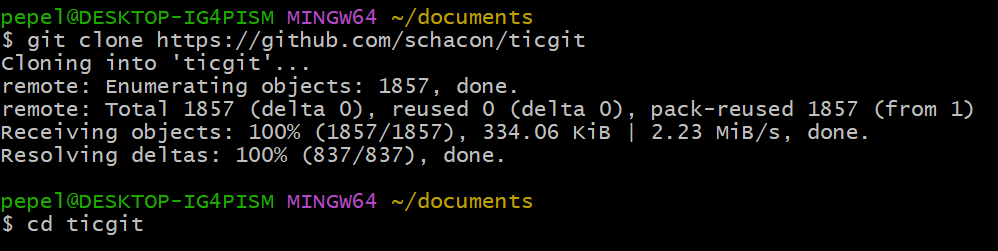 pepel@DESKTOP-IG4PISM MINGW64 ~/documents
$ git clone https://github.com/schacon/ticgit
Cloning into 'ticgit'...
remote: Enumerating objects: 1857, done.
remote: Total 1857 (delta 0), reused 0 (delta 0), pack-reused 1857 (from 1)
Receiving objects: 100% (1857/1857), 334.06 KiB | 2.23 MiB/s, done.
Resolving deltas: 100% (837/837), done.
pepel@DESKTOP-IG4PISM MINGW64 ~/documents
$ cd ticgit